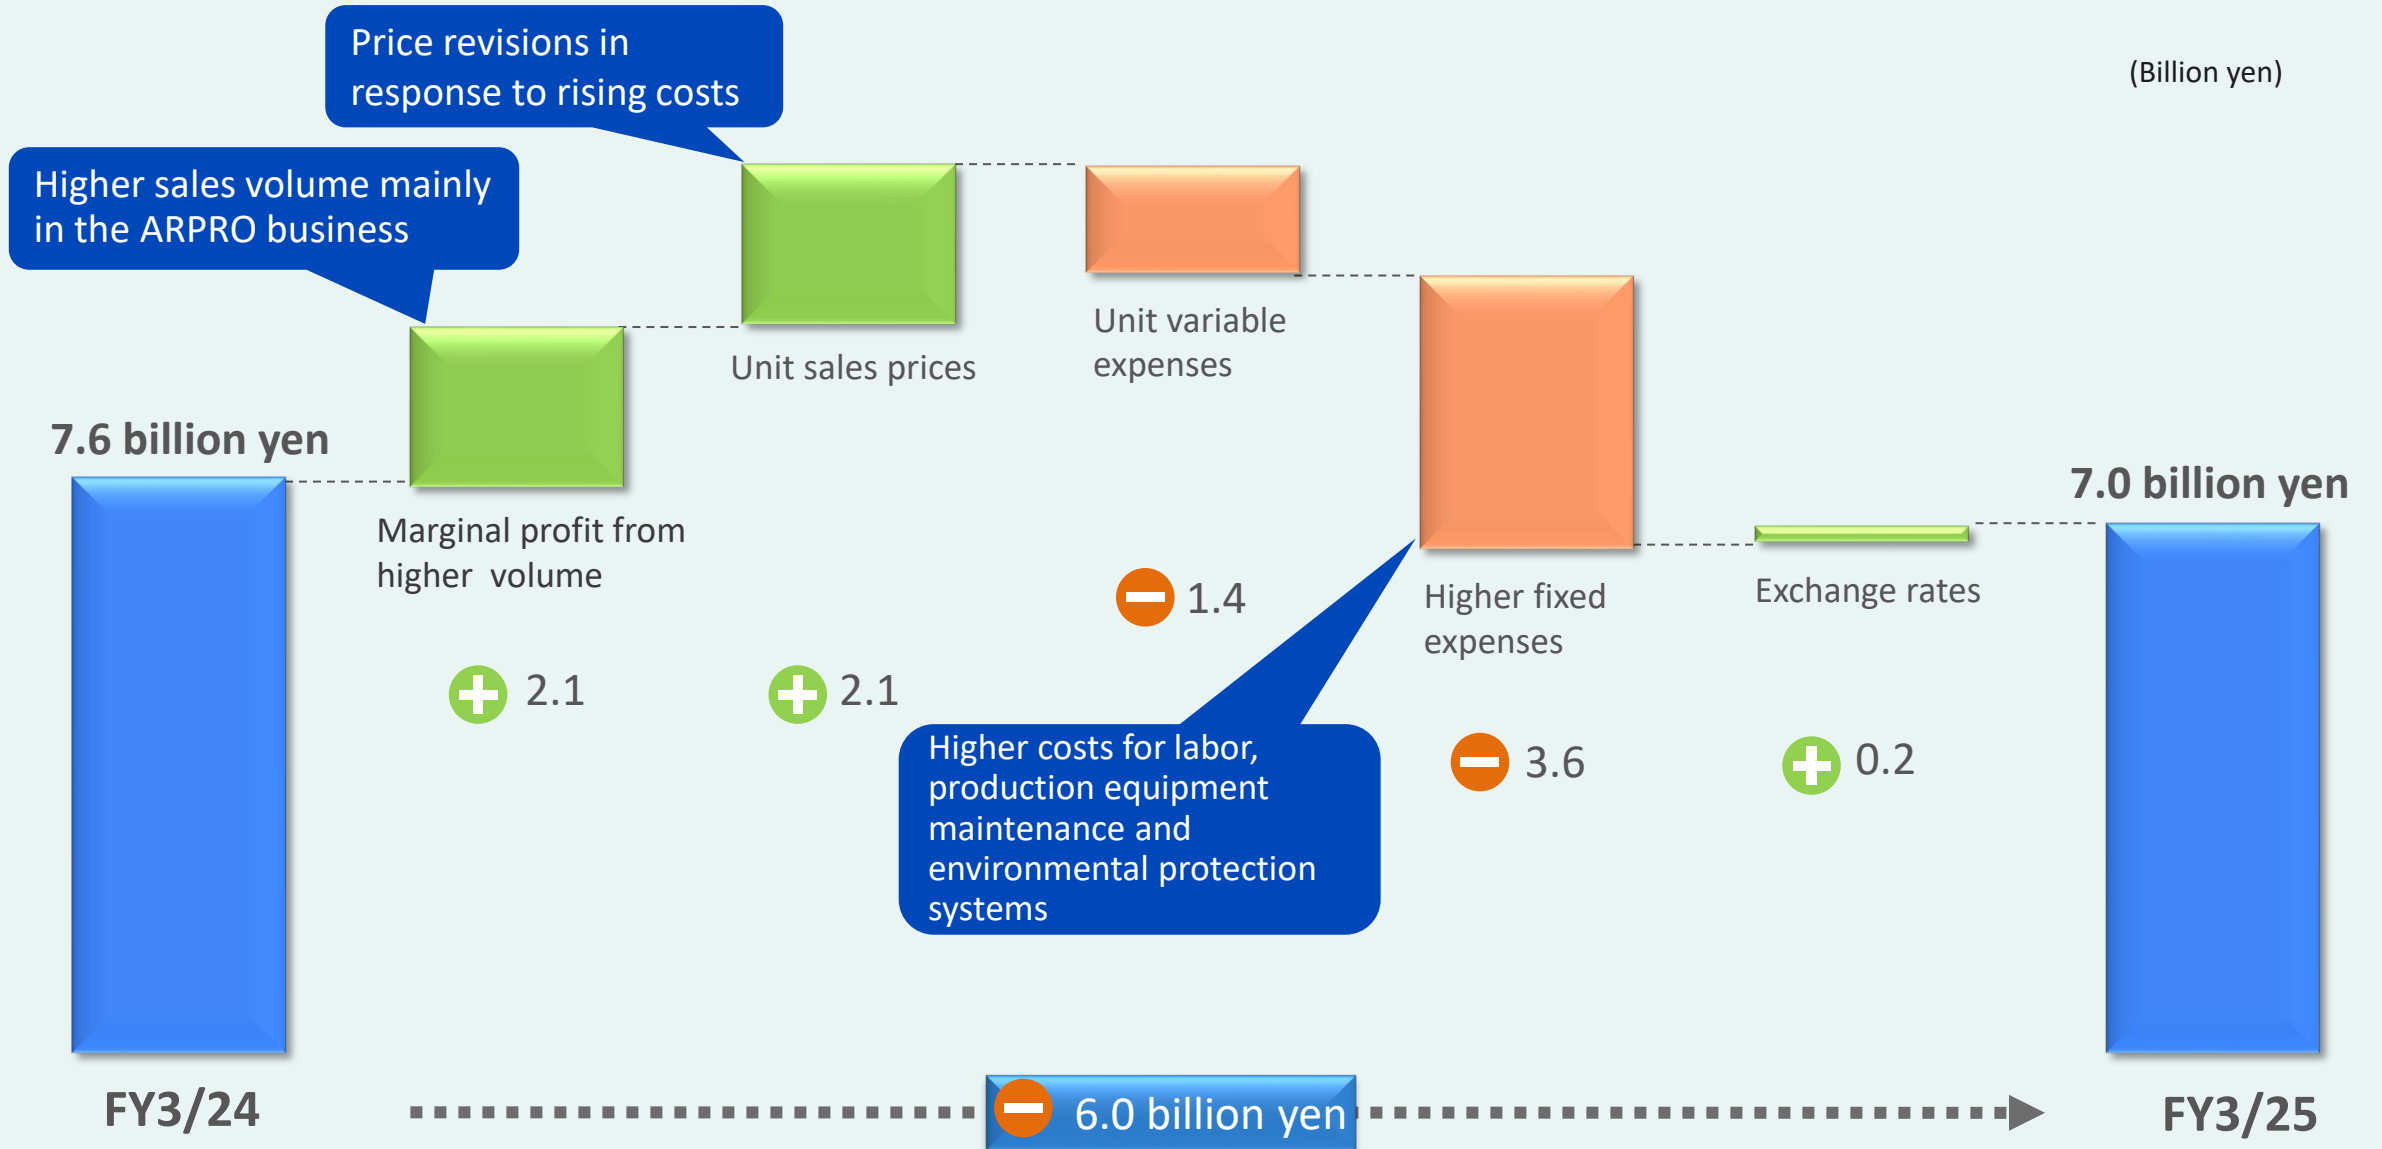 Price revisions in
response to rising costs
(Billion yen)
Higher sales volume mainly
in the ARPRO business
Unit variable
expenses
Unit sales prices
7.6 billion yen
7.0 billion yen
Marginal profit from
higher volume
1.4
Higher fixed
expenses
Exchange rates
2.1
2.1
Higher costs for labor,
production equipment
maintenance and
environmental protection
systems
3.6
0.2
FY3/24
6.0 billion yen
FY3/25